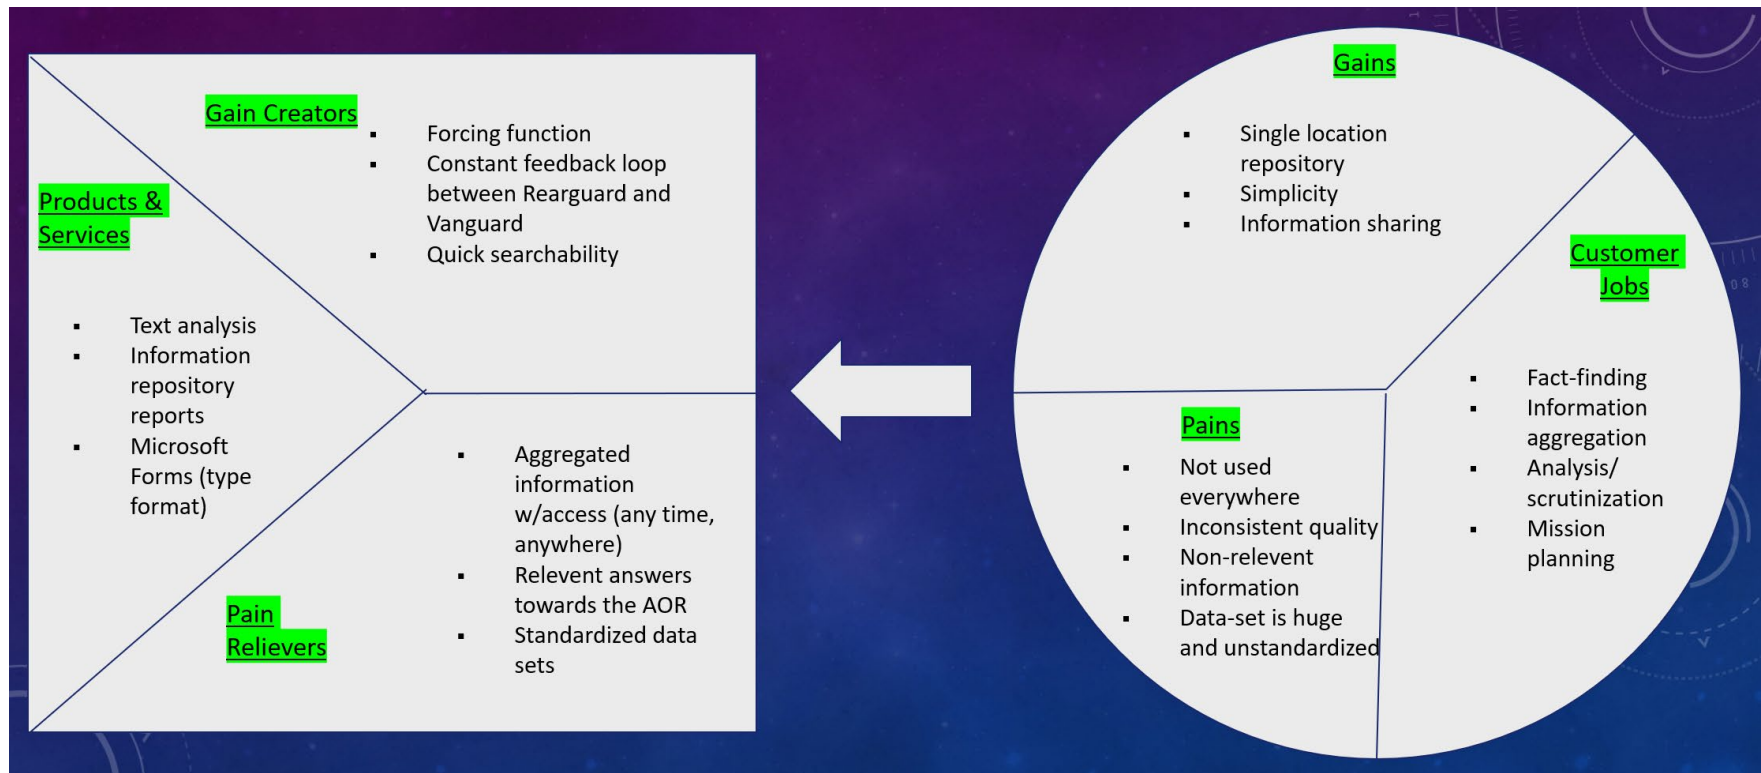 Gain Creators
Forcing function
Constant feedback loop
between Rearguard and
Vanguard
Quick searchability
Products &
Services
Text analysis
Information
repository
reports
Microsoft
Forms (type
format)
Pain
Relievers
Aggregated
information
w/access (any time,
anywhere)
Relevent answers
towards the AOR
Standardized data
sets
Gains
Single location
repository
Simplicity
Information sharing
Customer
Jobs
Fact-finding
Information
aggregation
Analysis/
scrutinization
Mission
planning
Pains
Not used
everywhere
Inconsistent quality
Non-relevent
information
Data-set is huge
and unstandardized